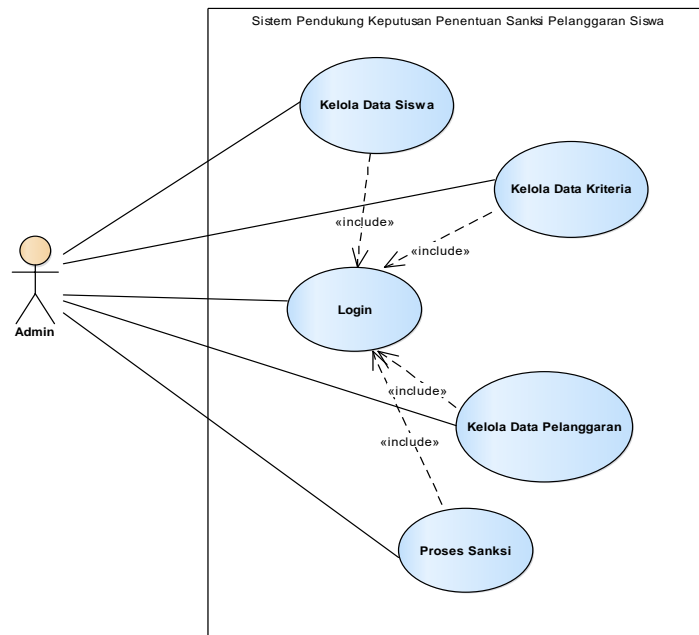 Sistem Pendukung Keputusan Penentuan Sanksi Pelanggaran Siswa
Kelola Data Siswa
Kelola Data Kriteria
«include»
«include»
Login
Admin
«include»
Kelola Data Pelanggaran
«include»
Proses Sanksi